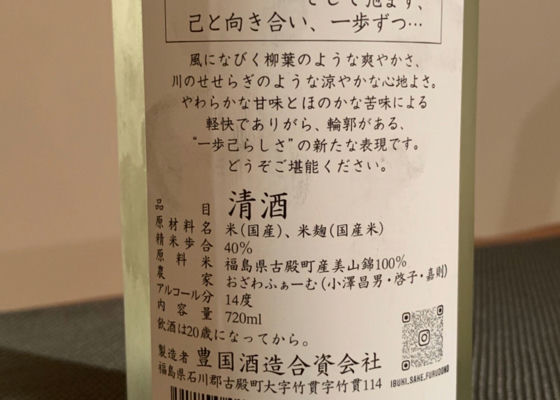 己と向き合い、一歩ずつ…
風になびく柳葉のような爽やかさ、
川のせせらぎのような涼やかな心地よさ。
やわらかな甘味とほのかな苦味による
軽快でありがら、輪郭がある、
“一歩己らしさ”の新たな表現です。
どうぞご堪能ください。
品目 清酒
原材料名 米(国産)、米麹(国産米)
精米歩合 40%
原料米 福島県古殿町産美山錦100%
農家 おざわふぁーむ(小澤昌男・啓子・嘉則)
アルコール分 14度
内容量 720ml
飲酒は20歳になってから。
製造者 豊国酒造合資会社
福島県石川郡古殿町大字竹貫字竹貫114
IBUKI_SAKE_FURUDONO